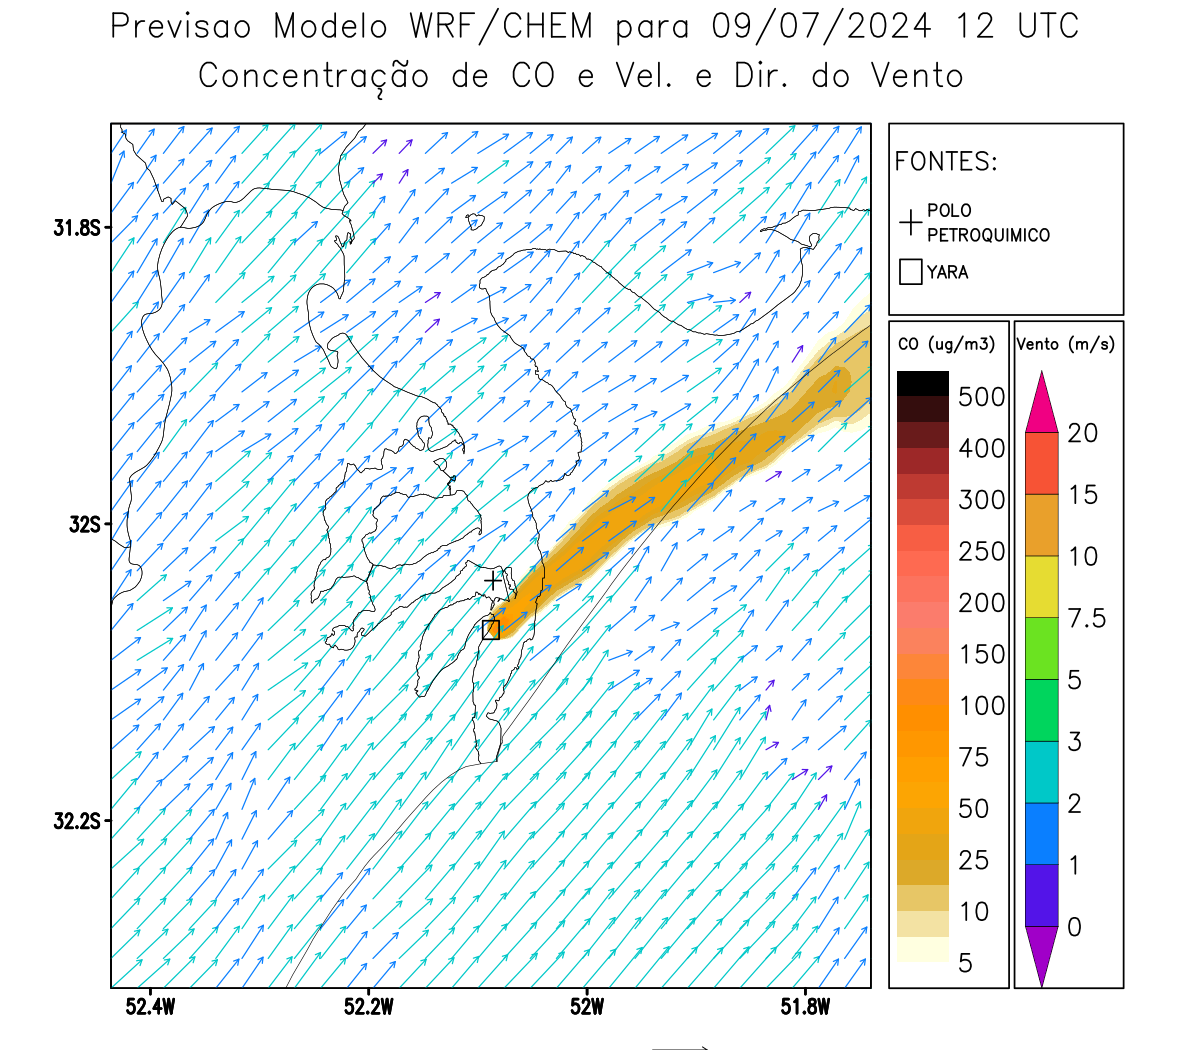 Previsao Modelo WRF/CHEM para 09/07/2024 12 UTC
Concentração de CO e Vel. e Dir. do Vento
FONTES:
POLO
PETROQUIMICO
YARA
CO (ug/m3)
500
400
300
250
200
150
100
75
50
25
10
5
Vento (m/s)
20
15
10
7.5
5
3
2
1
0
31.8S
32S
32.2S
52.4W
52.2W
52W
51.8W